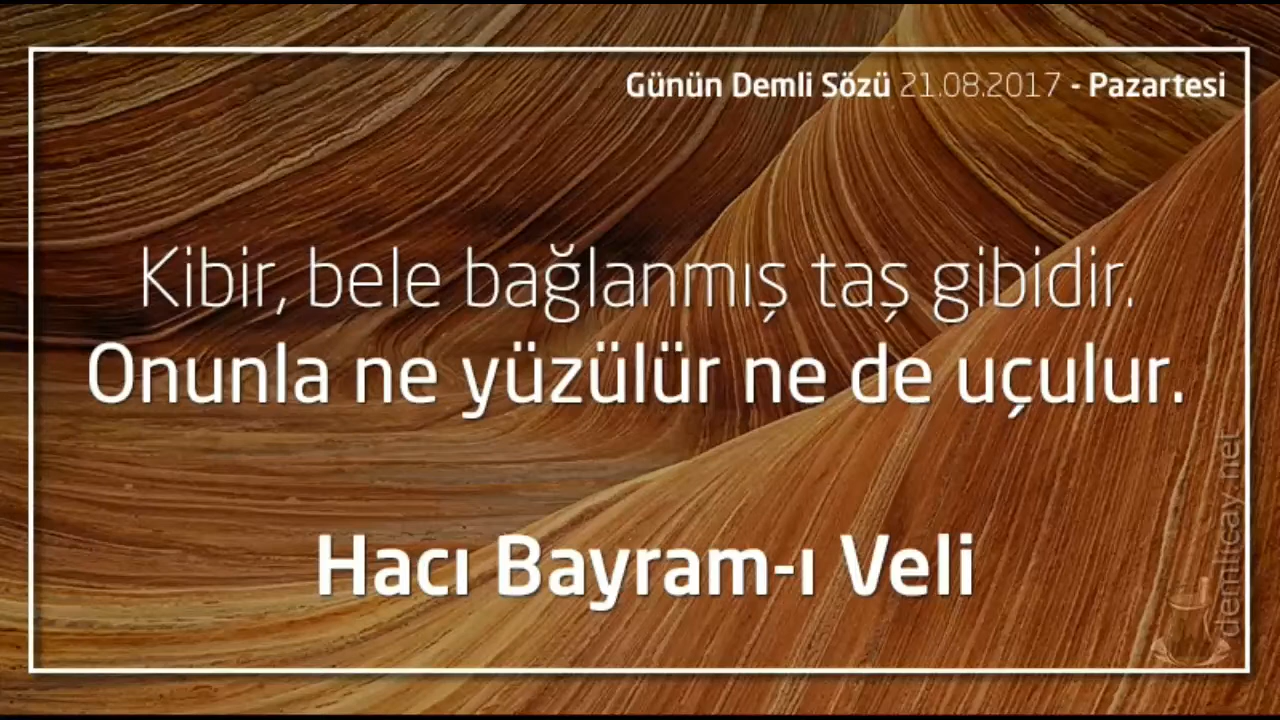 Günün Demli Sözü 21.08.2017 - Pazartesi
Kibir, bele bağlanmış taş gibidir.
Onunla ne yüzülür ne de uçulur.
Hacı Bayram-ı Veli
demlicay.net